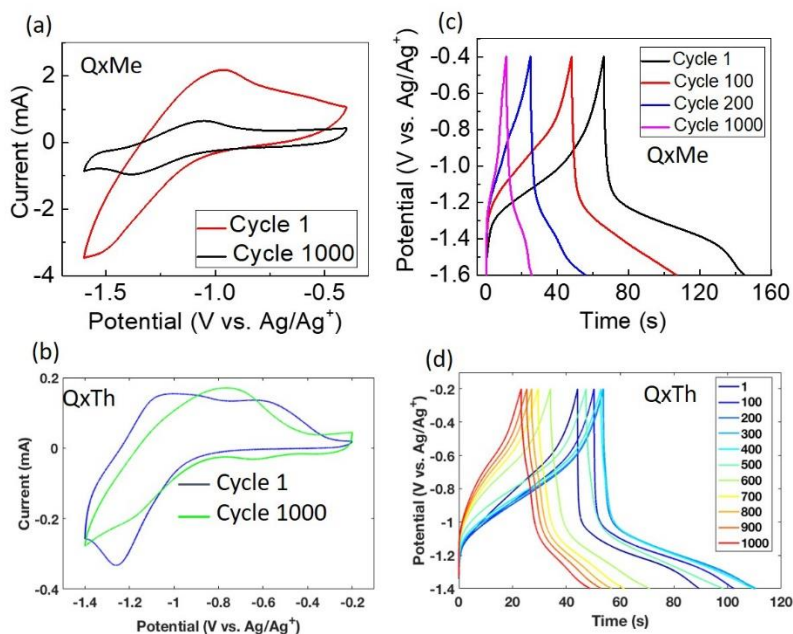 (a)
QxMe
Current (mA)
2
0
-2
-4
Cycle 1
Cycle 1000
-1.5
-1.0
-0.5
Potential (V vs. Ag/Ag+)
(c)
Potential (V vs. Ag/Ag+)
-0.4
-0.6
-0.8
-1.0
-1.2
-1.4
-1.6
Cycle 1
Cycle 100
Cycle 200
Cycle 1000
QxMe
0 40 80 120 160
Time (s)
(b)
QxTh
Current (mA)
0.2
0
-0.2
-0.4
Cycle 1
Cycle 1000
-1.4 -1.2 -1 -0.8 -0.6 -0.4 -0.2
Potential (V vs. Ag/Ag+)
(d)
QxTh
Potential (V vs. Ag/Ag+)
-0.2
-0.4
-0.6
-0.8
-1
-1.2
-1.4
1
100
200
300
400
500
600
700
800
900
1000
0 20 40 60 80 100 120
Time (s)